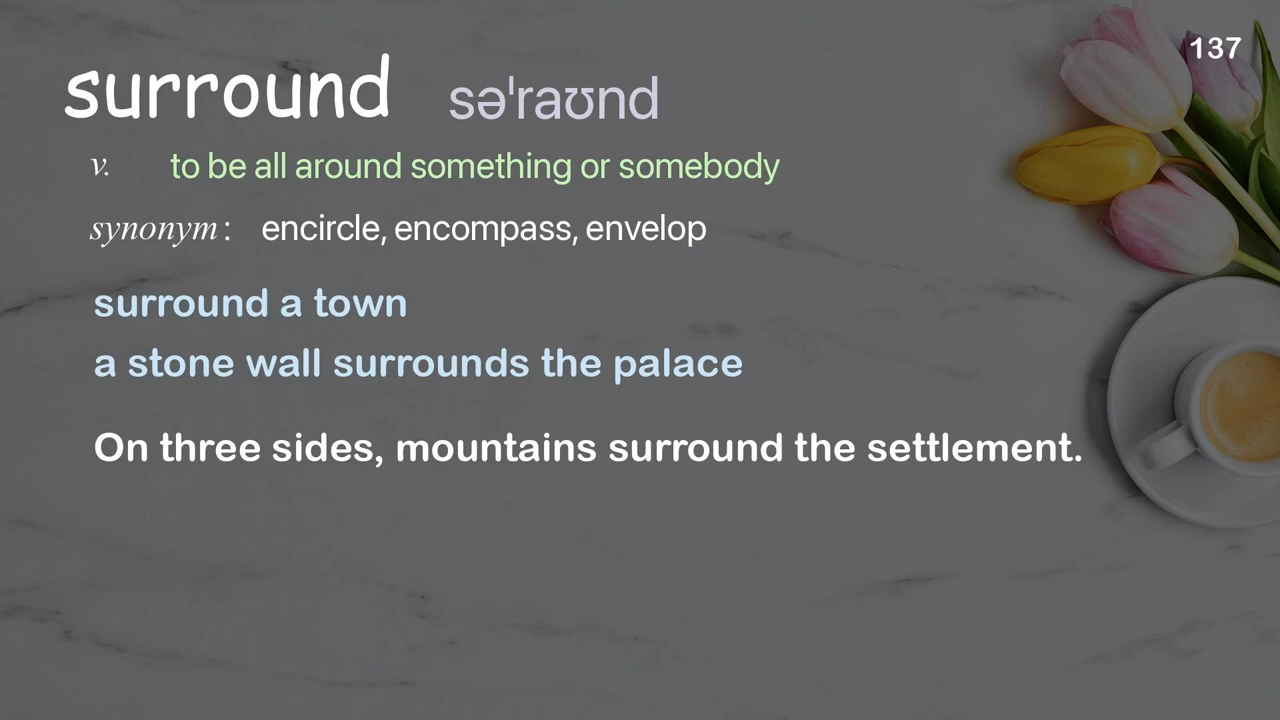 137
surround səˈraʊnd
v. to be all around something or somebody
synonym: encircle, encompass, envelop
surround a town
a stone wall surrounds the palace
On three sides, mountains surround the settlement.